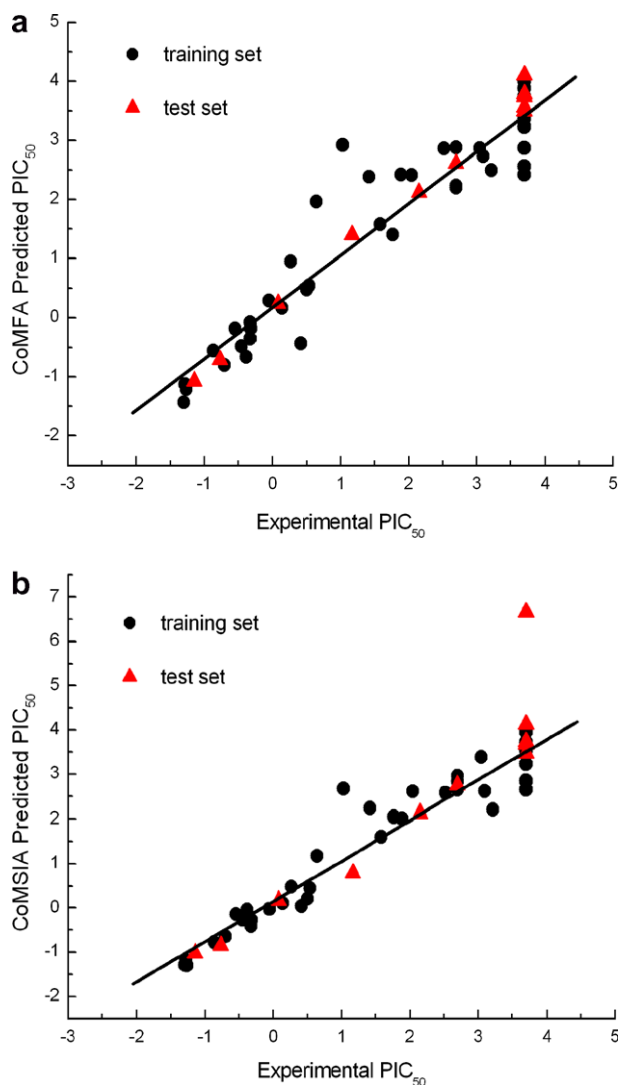 a
5
4
3
2
1
0
-1
-2
CoMFA Predicted PIC50
training set
test set
-3 -2 -1 0 1 2 3 4 5
Experimental PIC50
b
7
6
5
4
3
2
1
0
-1
-2
CoMSIA Predicted PIC50
training set
test set
-3 -2 -1 0 1 2 3 4 5
Experimental PIC50